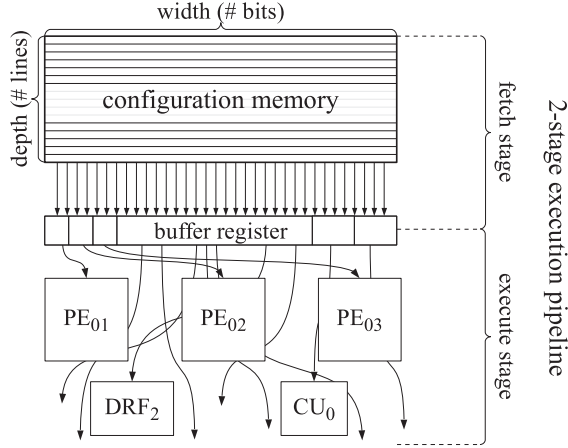 width (# bits)
depth (# lines)
configuration memory
fetch stage
2-stage execution pipeline
buffer register
execute stage
PE01
PE02
PE03
DRF2
CU0